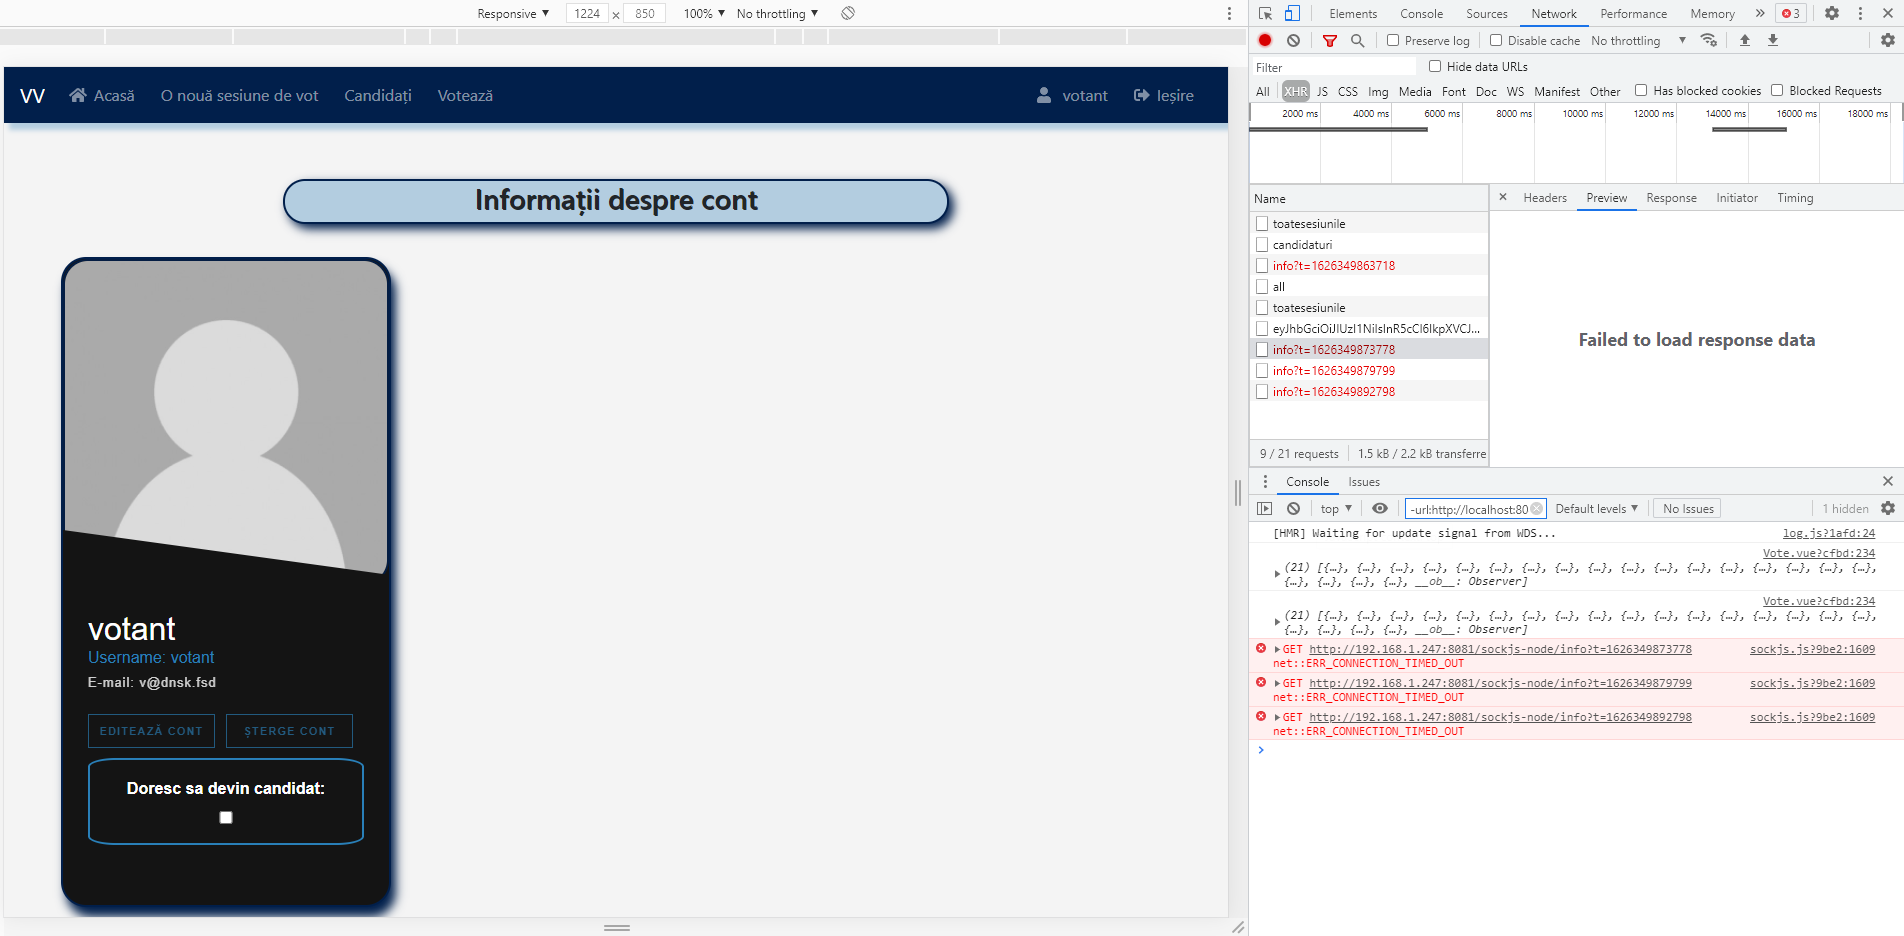 Responsive ▼ 1224 × 850 100% ▼ No throttling ▼
VV Acasă O nouă sesiune de vot Candidați Votează votant Ieșire
Informații despre cont
votant
Username: votant
E-mail: v@dnsk.fsd
EDITEAZĂ CONT ȘTERGE CONT
Doresc sa devin candidat:
Elements Console Sources Network Performance Memory » 3
Preserve log Disable cache No throttling ▼
Filter Hide data URLs
All XHR JS CSS Img Media Font Doc WS Manifest Other Has blocked cookies Blocked Requests
2000 ms 4000 ms 6000 ms 8000 ms 10000 ms 12000 ms 14000 ms 16000 ms 18000 ms
Name
toatesesiunile
candidaturi
info?t=1626349863718
all
toatesesiunile
eyJhbGciOiJIUzI1NiIsInR5cCI6IkpXVCJ...
info?t=1626349873778
info?t=1626349879799
info?t=1626349892798
9 / 21 requests 1.5 kB / 2.2 kB transferre
× Headers Preview Response Initiator Timing
Failed to load response data
Console Issues
top ▼ -url:http://localhost:80 Default levels ▼ No Issues 1 hidden
[HMR] Waiting for update signal from WDS... log.js?1afd:24
Vote.vue?cfbd:234
(21) [{…}, {…}, {…}, {…}, {…}, {…}, {…}, {…}, {…}, {…}, {…}, {…}, {…}, {…}, {…}, {…}, {…}, {…},
{…}, {…}, {…}, {…}, __ob__: Observer]
Vote.vue?cfbd:234
(21) [{…}, {…}, {…}, {…}, {…}, {…}, {…}, {…}, {…}, {…}, {…}, {…}, {…}, {…}, {…}, {…}, {…}, {…},
{…}, {…}, {…}, {…}, __ob__: Observer]
GET http://192.168.1.247:8081/sockjs-node/info?t=1626349873778 sockjs.js?9be2:1609
net::ERR_CONNECTION_TIMED_OUT
GET http://192.168.1.247:8081/sockjs-node/info?t=1626349879799 sockjs.js?9be2:1609
net::ERR_CONNECTION_TIMED_OUT
GET http://192.168.1.247:8081/sockjs-node/info?t=1626349892798 sockjs.js?9be2:1609
net::ERR_CONNECTION_TIMED_OUT